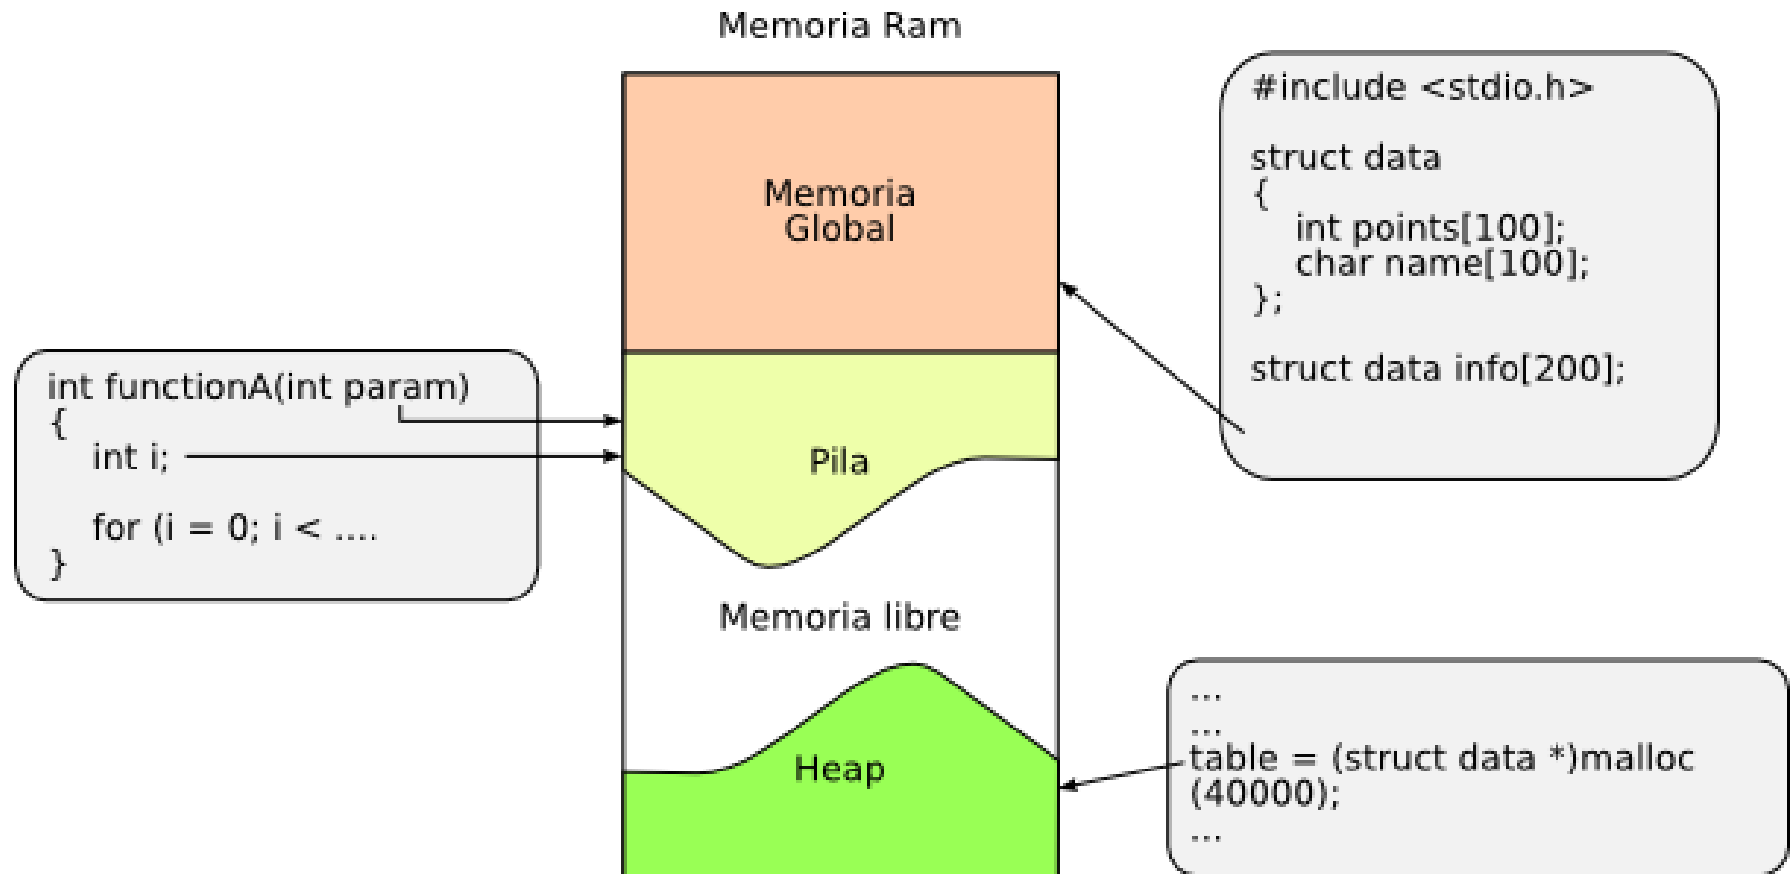 Memoria Ram
Memoria
Global
Pila
Memoria libre
Heap
int functionA(int param)
{
int i;
for (i = 0; i < ....
}
#include <stdio.h>
struct data
{
int points[100];
char name[100];
};
struct data info[200];
...
...
table = (struct data *)malloc
(40000);
...